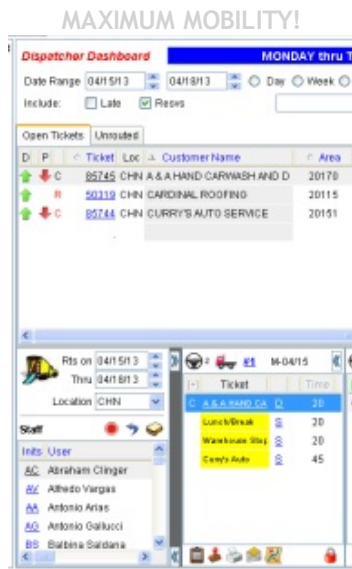 MAXIMUM MOBILITY!
Dispatcher Dashboard MONDAY thru T
Date Range 04/15/13 04/18/13 Day Week
Include: Late Resvs
Open Tickets Unrouted
D P Ticket Loc Customer Name Area
C 85745 CHN A & A HAND CARWASH AND D 20170
R 50319 CHN CARDINAL ROOFING 20115
C 85744 CHN CURRY'S AUTO SERVICE 20151
Rts on 04/15/13
Thru 04/18/13
Location CHN
Staff
Inits User
AC Abraham Clinger
AV Alfredo Vargas
AA Antonio Arias
AG Antonio Gallucci
BS Balbina Saldana
2 #1 M-04/15
[+] Ticket Time
C A & A HAND CA D 20
Lunch/Break S 20
Warehouse Stop S 20
Curry's Auto S 45